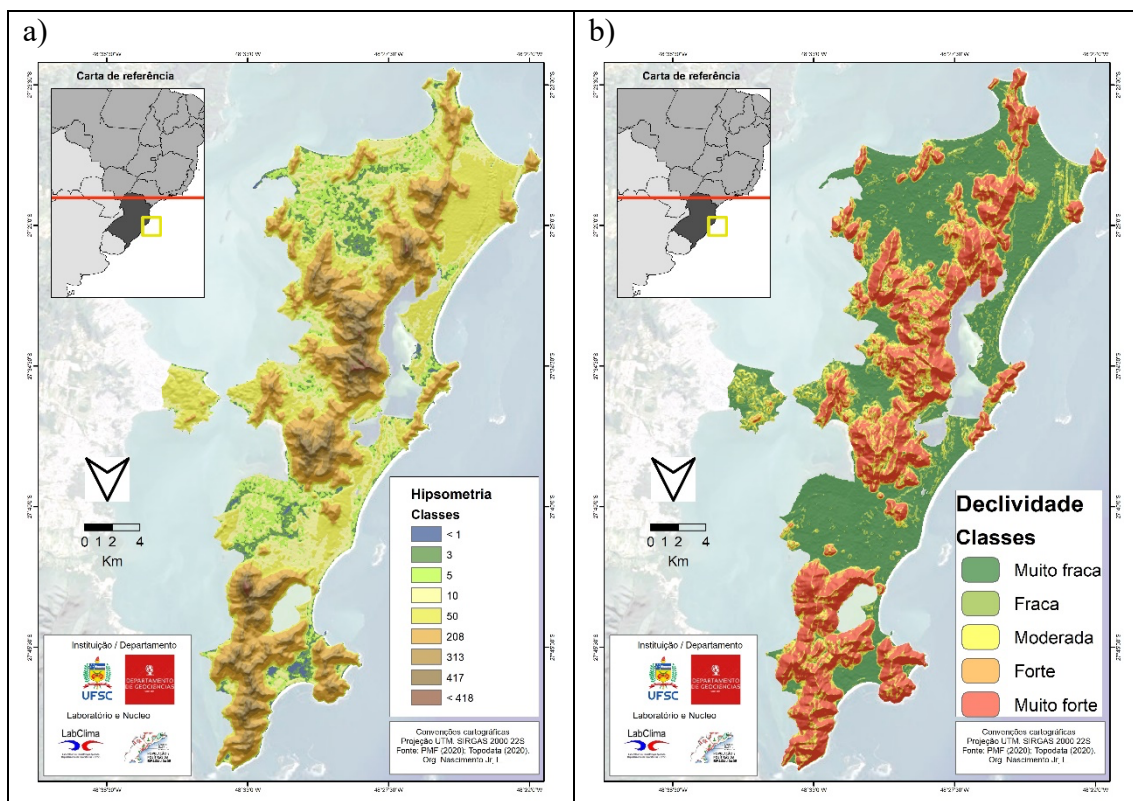 a)
Carta de referência
Hipsometria
Classes
< 1
3
5
10
50
208
313
417
< 418
0 1 2 4
Km
Instituição / Departamento
UFSC
DEPARTAMENTO
DE GEOCIÊNCIAS
Laboratório e Nucleo
LabClima
Convenções cartográficas
Projeção UTM. SIRGAS 2000 22S
Fonte: PMF (2020); Topodata (2020).
Org. Nascimento Jr, l
b)
Carta de referência
Declividade
Classes
Muito fraca
Fraca
Moderada
Forte
Muito forte
0 1 2 4
Km
Instituição / Departamento
UFSC
DEPARTAMENTO
DE GEOCIÊNCIAS
Laboratório e Nucleo
LabClima
Convenções cartográficas
Projeção UTM. SIRGAS 2000 22S
Fonte: PMF (2020); Topodata (2020).
Org. Nascimento Jr, l